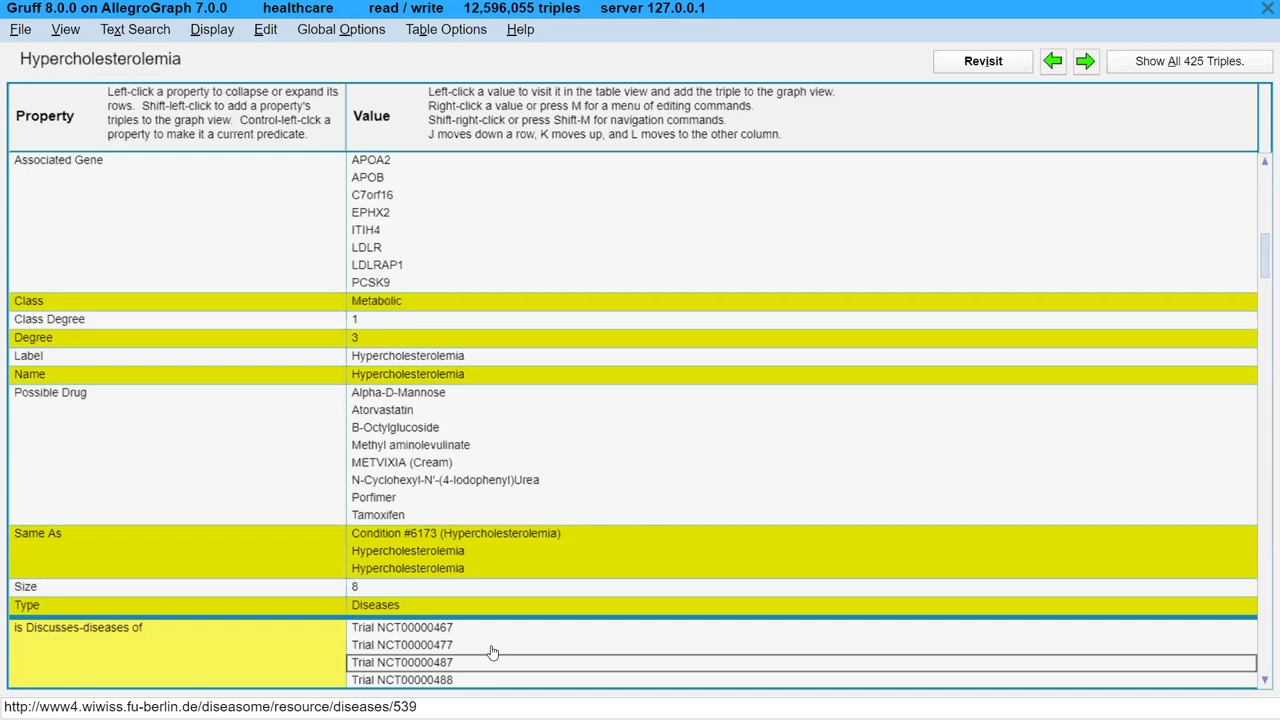 Gruff 8.0.0 on AllegroGraph 7.0.0 healthcare read / write 12,596,055 triples server 127.0.0.1
File View Text Search Display Edit Global Options Table Options Help
Hypercholesterolemia Revisit Show All 425 Triples.
Property
Left-click a property to collapse or expand its
rows. Shift-left-click to add a property's
triples to the graph view. Control-left-clck a
property to make it a current predicate.
Value
Left-click a value to visit it in the table view and add the triple to the graph view.
Right-click a value or press M for a menu of editing commands.
Shift-right-click or press Shift-M for navigation commands.
J moves down a row, K moves up, and L moves to the other column.
Associated Gene APOA2
APOB
C7orf16
EPHX2
ITIH4
LDLR
LDLRAP1
PCSK9
Class Metabolic
Class Degree 1
Degree 3
Label Hypercholesterolemia
Name Hypercholesterolemia
Possible Drug Alpha-D-Mannose
Atorvastatin
B-Octylglucoside
Methyl aminolevulinate
METVIXIA (Cream)
N-Cyclohexyl-N'-(4-Iodophenyl)Urea
Porfimer
Tamoxifen
Same As Condition #6173 (Hypercholesterolemia)
Hypercholesterolemia
Hypercholesterolemia
Size 8
Type Diseases
is Discusses-diseases of Trial NCT00000467
Trial NCT00000477
Trial NCT00000487
Trial NCT00000488
http://www4.wiwiss.fu-berlin.de/diseasome/resource/diseases/539